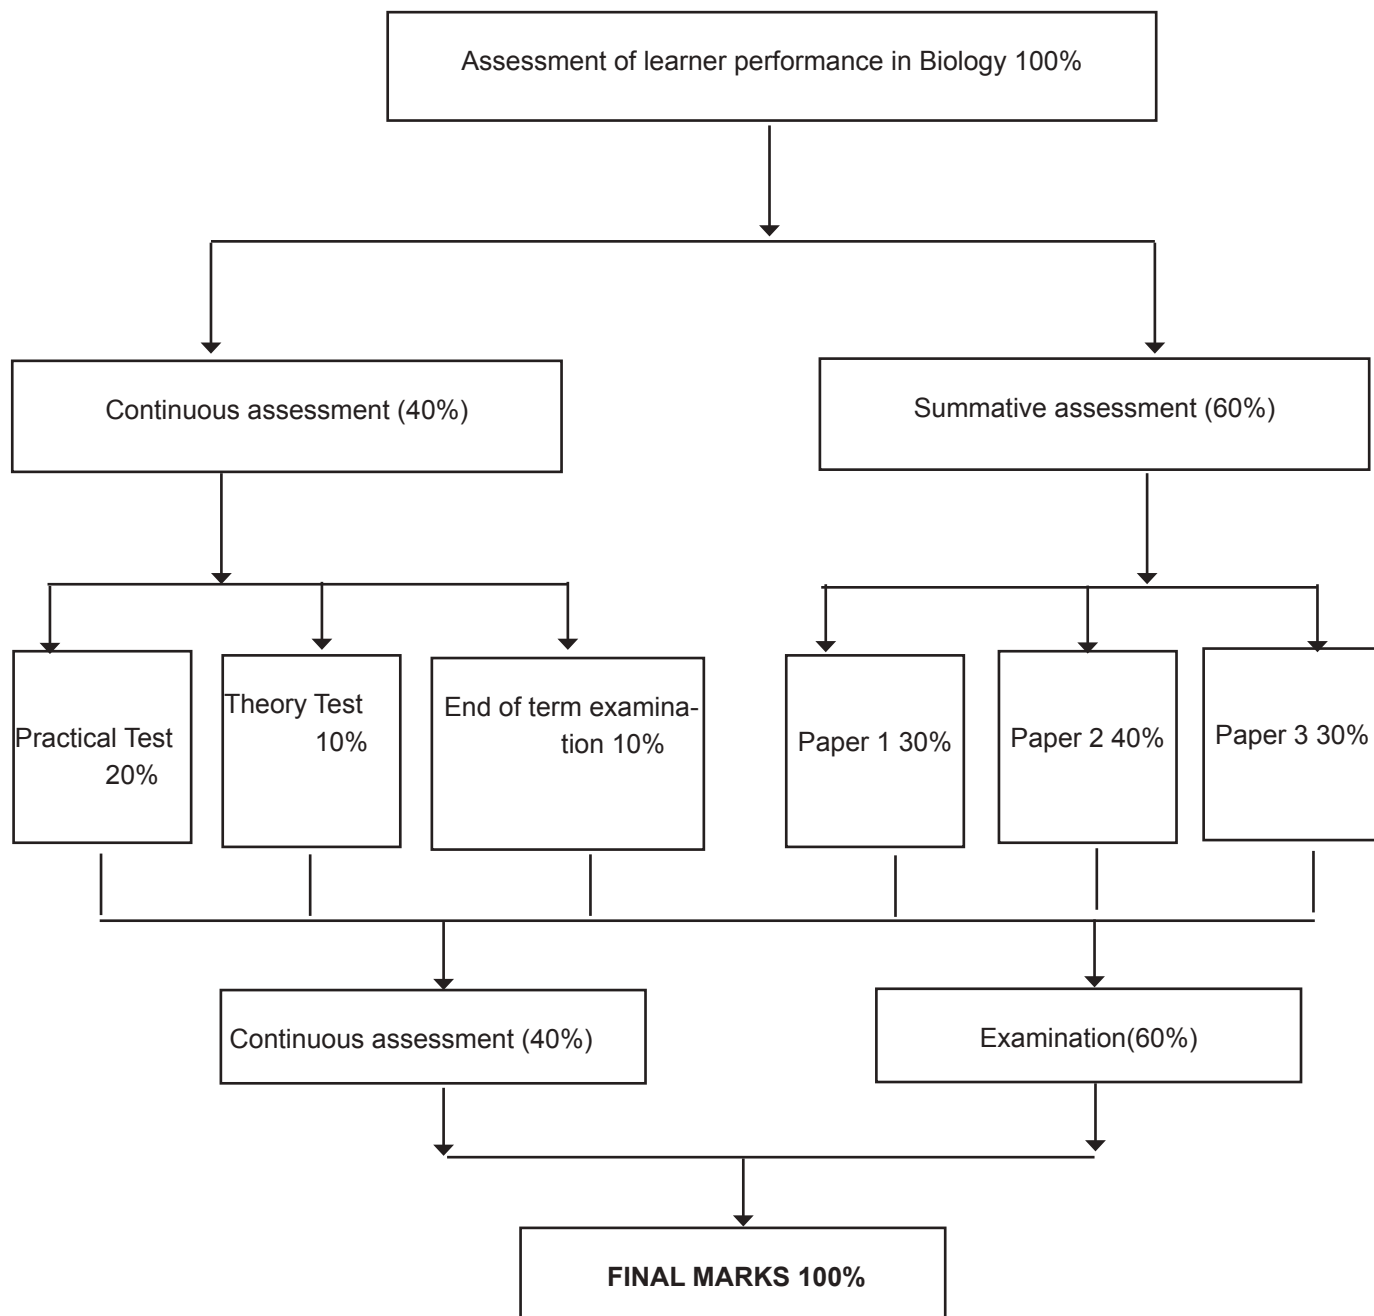 Assessment of learner performance in Biology 100%
Continuous assessment (40%)
Summative assessment (60%)
Practical Test
20%
Theory Test
10%
End of term examina-
tion 10%
Paper 1 30%
Paper 2 40%
Paper 3 30%
Continuous assessment (40%)
Examination(60%)
FINAL MARKS 100%